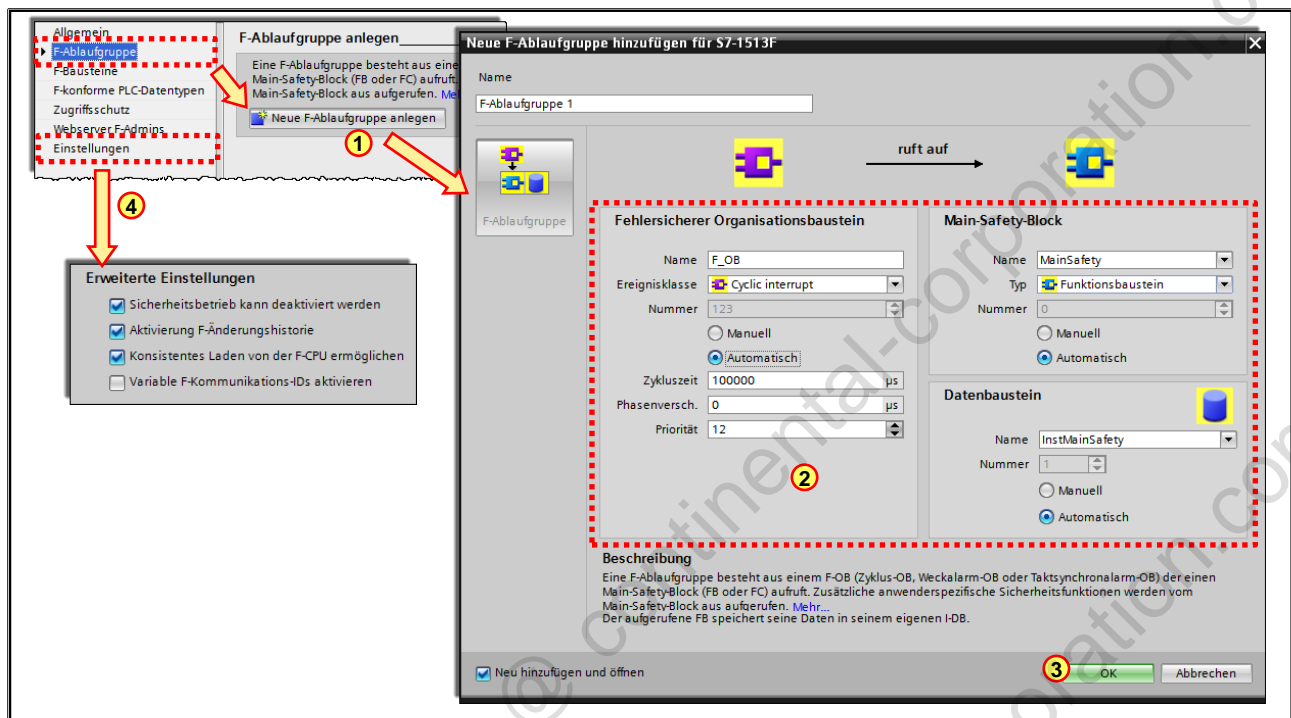 Allgemein
F-Ablaufgruppe
F-Bausteine
F-konforme PLC-Datentypen
Zugriffsschutz
Webserver F-Admins
Einstellungen
F-Ablaufgruppe anlegen
Eine F-Ablaufgruppe besteht aus eine
Main-Safety-Block (FB oder FC) aufruft.
Main-Safety-Block aus aufgerufen. Me
Neue F-Ablaufgruppe anlegen
1
4
Erweiterte Einstellungen
Sicherheitsbetrieb kann deaktiviert werden
Aktivierung F-Änderungshistorie
Konsistentes Laden von der F-CPU ermöglichen
Variable F-Kommunikations-IDs aktivieren
Neue F-Ablaufgruppe hinzufügen für S7-1513F
Name
F-Ablaufgruppe 1
F-Ablaufgruppe
ruft auf
Fehlersicherer Organisationsbaustein
Name F_OB
Ereignisklasse Cyclic interrupt
Nummer 123
Manuell
Automatisch
Zykluszeit 100000 µs
Phasenversch. 0 µs
Priorität 12
2
Main-Safety-Block
Name MainSafety
Typ Funktionsbaustein
Nummer 0
Manuell
Automatisch
Datenbaustein
Name InstMainSafety
Nummer 1
Manuell
Automatisch
Beschreibung
Eine F-Ablaufgruppe besteht aus einem F-OB (Zyklus-OB, Weckalarm-OB oder Taktsynchronalarm-OB) der einen
Main-Safety-Block (FB oder FC) aufruft. Zusätzliche anwenderspezifische Sicherheitsfunktionen werden vom
Main-Safety-Block aus aufgerufen. Mehr...
Der aufgerufene FB speichert seine Daten in seinem eigenen I-DB.
Neu hinzufügen und öffnen
3
OK
Abbrechen
@ continental-corporation.co
corporation.com